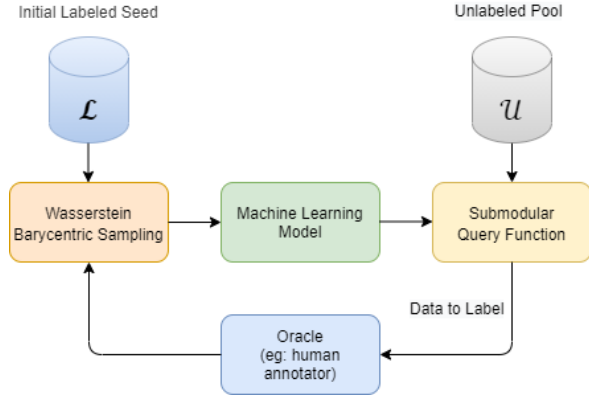 Initial Labeled Seed
Unlabeled Pool
ℒ
𝒰
Wasserstein
Barycentric Sampling
Machine Learning
Model
Submodular
Query Function
Data to Label
Oracle
(eg: human
annotator)